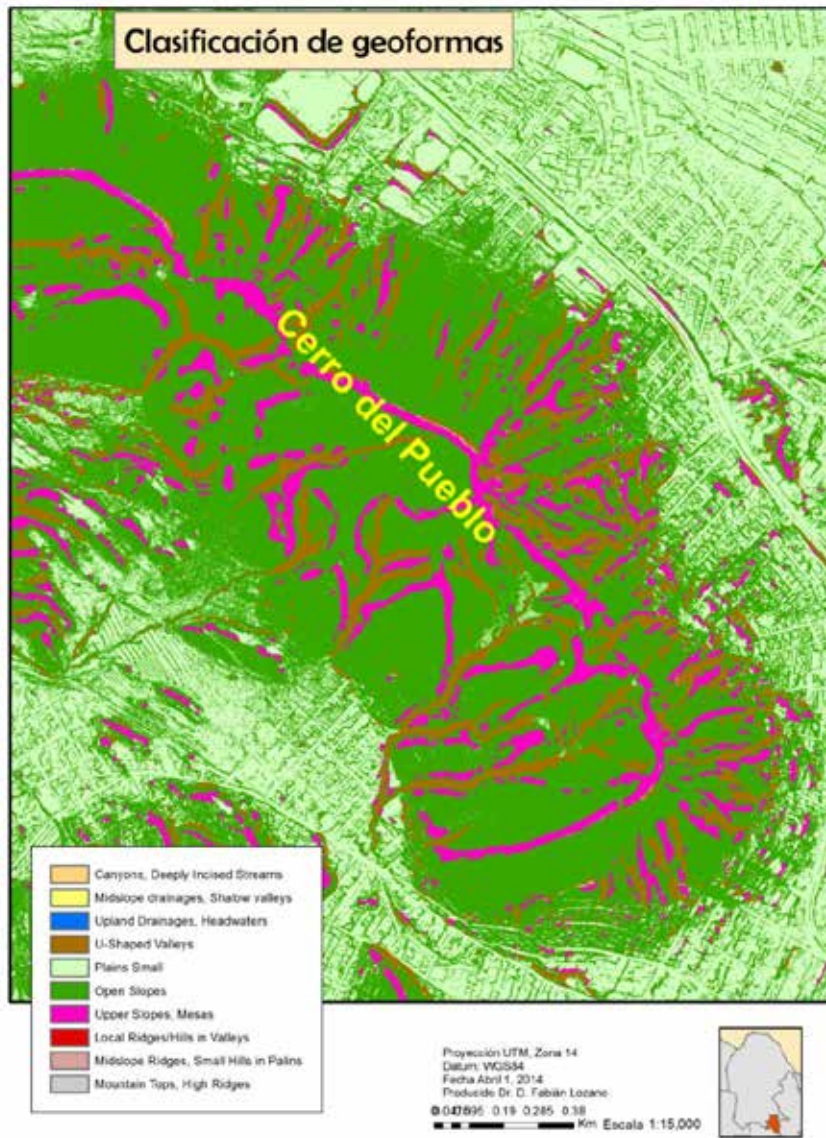 Clasificación de geoformas
Cerro del Pueblo
Canyons, Deeply Incised Streams
Midslope drainages, Shalow valleys
Upland Drainages, Headwaters
U-Shaped Valleys
Plains Small
Open Slopes
Upper Slopes, Mesas
Local Ridges/Hills in Valleys
Midslope Ridges, Small Hills in Palins
Mountain Tops, High Ridges
Proyección UTM, Zona 14
Datum: WGS84
Fecha Abril 1, 2014
Producido Dr. D. Fabián Lozano
0.19 0.285 0.38
Km Escala 1:15,000